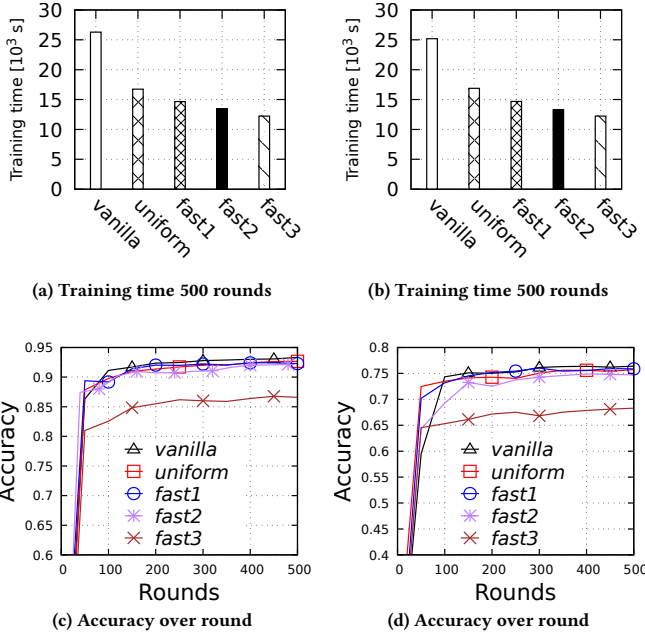 Training time [10³ s]
30
25
20
15
10
5
0
vanilla
uniform
fast1
fast2
fast3
(a) Training time 500 rounds
Training time [10³ s]
30
25
20
15
10
5
0
vanilla
uniform
fast1
fast2
fast3
(b) Training time 500 rounds
Accuracy
0.95
0.9
0.85
0.8
0.75
0.7
0.65
0.6
vanilla
uniform
fast1
fast2
fast3
0 100 200 300 400 500
Rounds
(c) Accuracy over round
Accuracy
0.8
0.75
0.7
0.65
0.6
0.55
0.5
0.45
0.4
vanilla
uniform
fast1
fast2
fast3
0 100 200 300 400 500
Rounds
(d) Accuracy over round